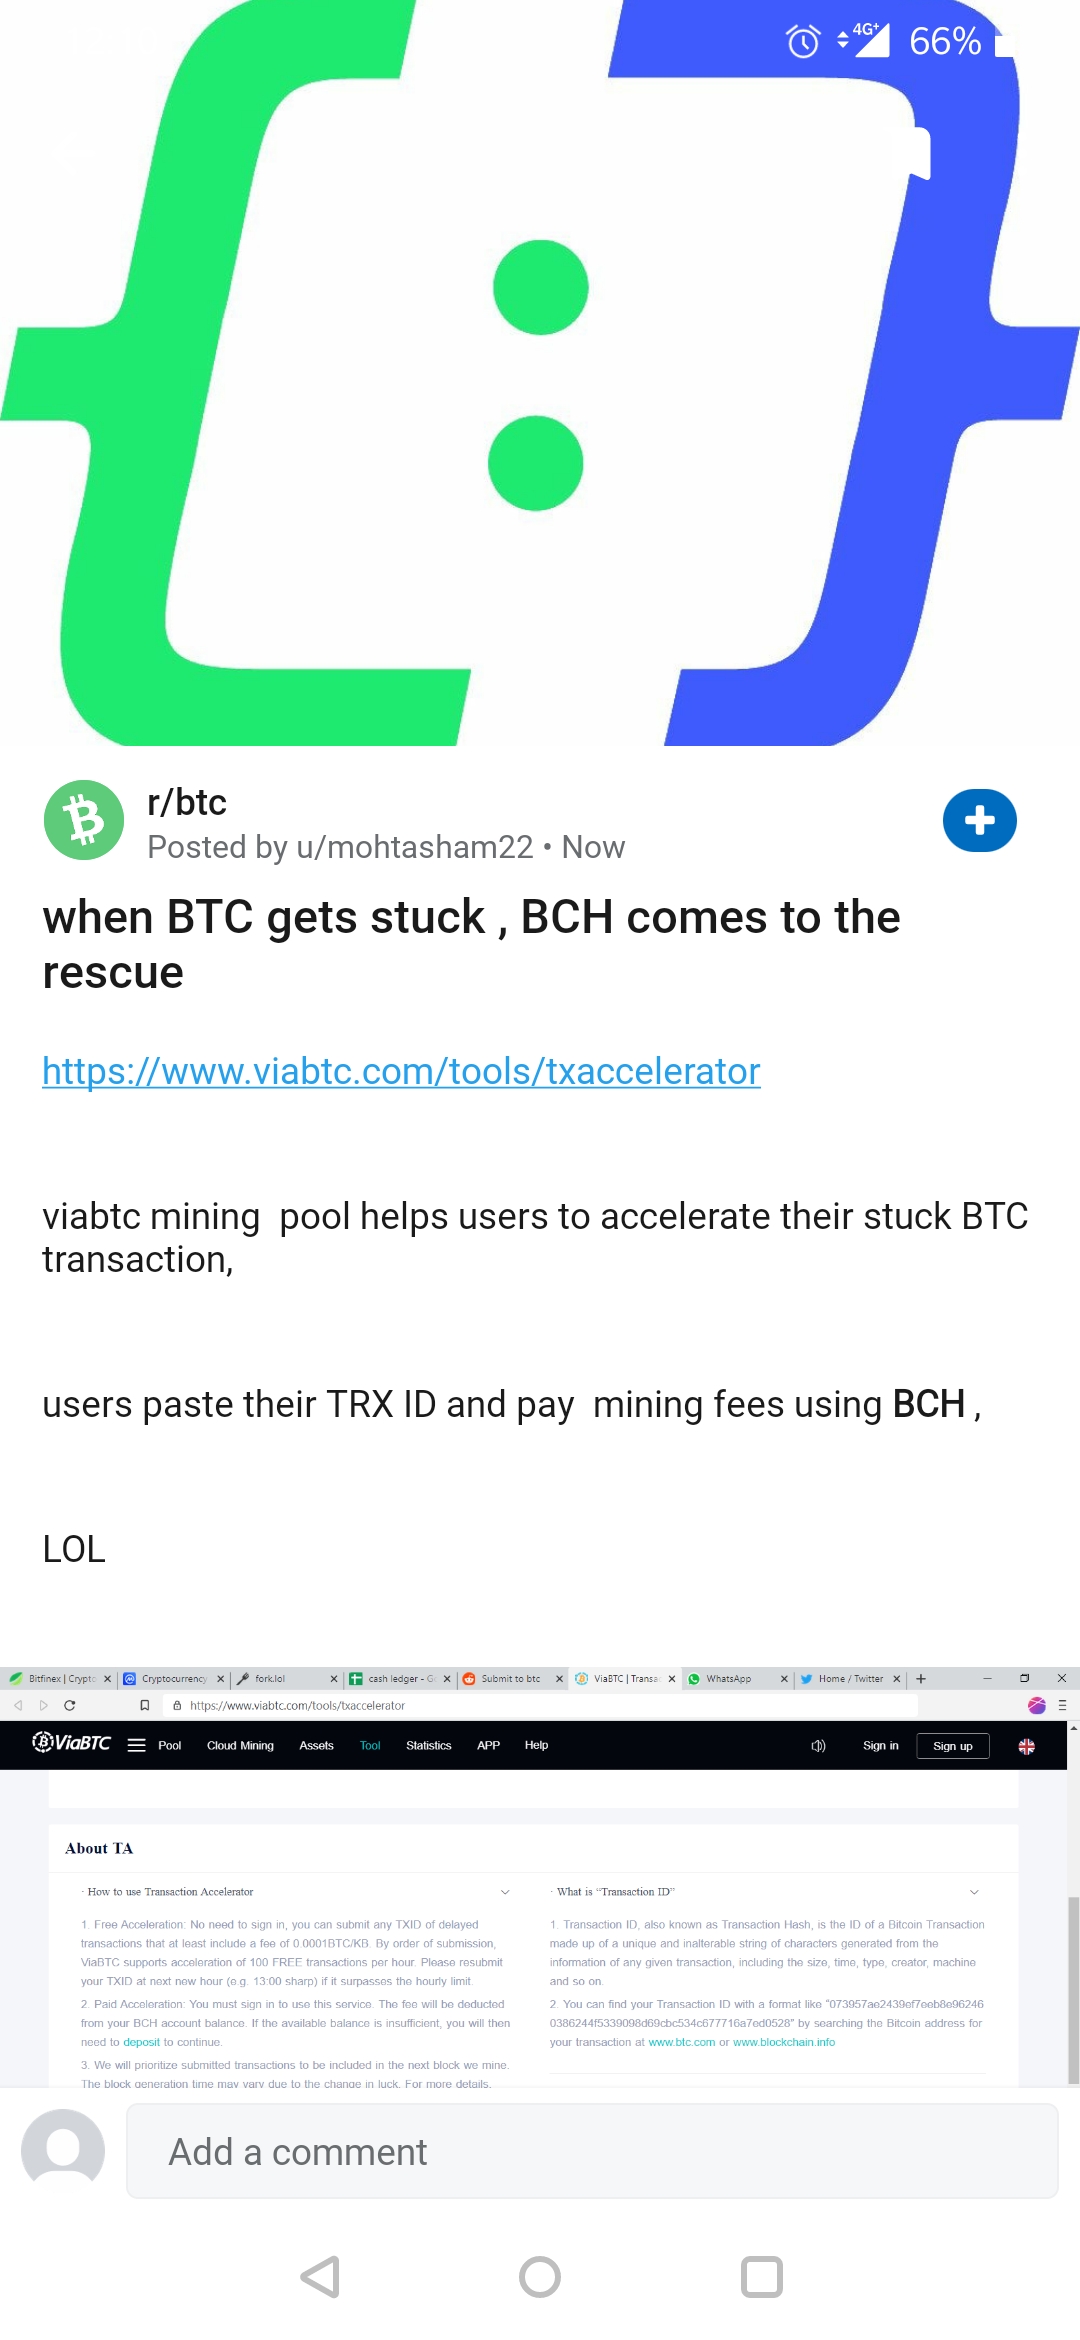 4G+ 66%
r/btc
Posted by u/mohtasham22 • Now
when BTC gets stuck , BCH comes to the
rescue
https://www.viabtc.com/tools/txaccelerator
viabtc mining  pool helps users to accelerate their stuck BTC
transaction,
users paste their TRX ID and pay  mining fees using BCH ,
LOL
Bitfinex | Crypto Cryptocurrency fork.lol cash ledger - G Submit to btc ViaBTC | Transac WhatsApp Home / Twitter
https://www.viabtc.com/tools/txaccelerator
ViaBTC Pool Cloud Mining Assets Tool Statistics APP Help Sign in Sign up
About TA
· How to use Transaction Accelerator
1. Free Acceleration: No need to sign in, you can submit any TXID of delayed
transactions that at least include a fee of 0.0001BTC/KB. By order of submission,
ViaBTC supports acceleration of 100 FREE transactions per hour. Please resubmit
your TXID at next new hour (e.g. 13:00 sharp) if it surpasses the hourly limit.
2. Paid Acceleration: You must sign in to use this service. The fee will be deducted
from your BCH account balance. If the available balance is insufficient, you will then
need to deposit to continue.
3. We will prioritize submitted transactions to be included in the next block we mine.
The block generation time may vary due to the change in luck. For more details,
· What is "Transaction ID"
1. Transaction ID, also known as Transaction Hash, is the ID of a Bitcoin Transaction
made up of a unique and inalterable string of characters generated from the
information of any given transaction, including the size, time, type, creator, machine
and so on.
2. You can find your Transaction ID with a format like "073957ae2439ef7eeb8e96246
0386244f5339098d69cbc534c677716a7ed0528" by searching the Bitcoin address for
your transaction at www.btc.com or www.blockchain.info
Add a comment